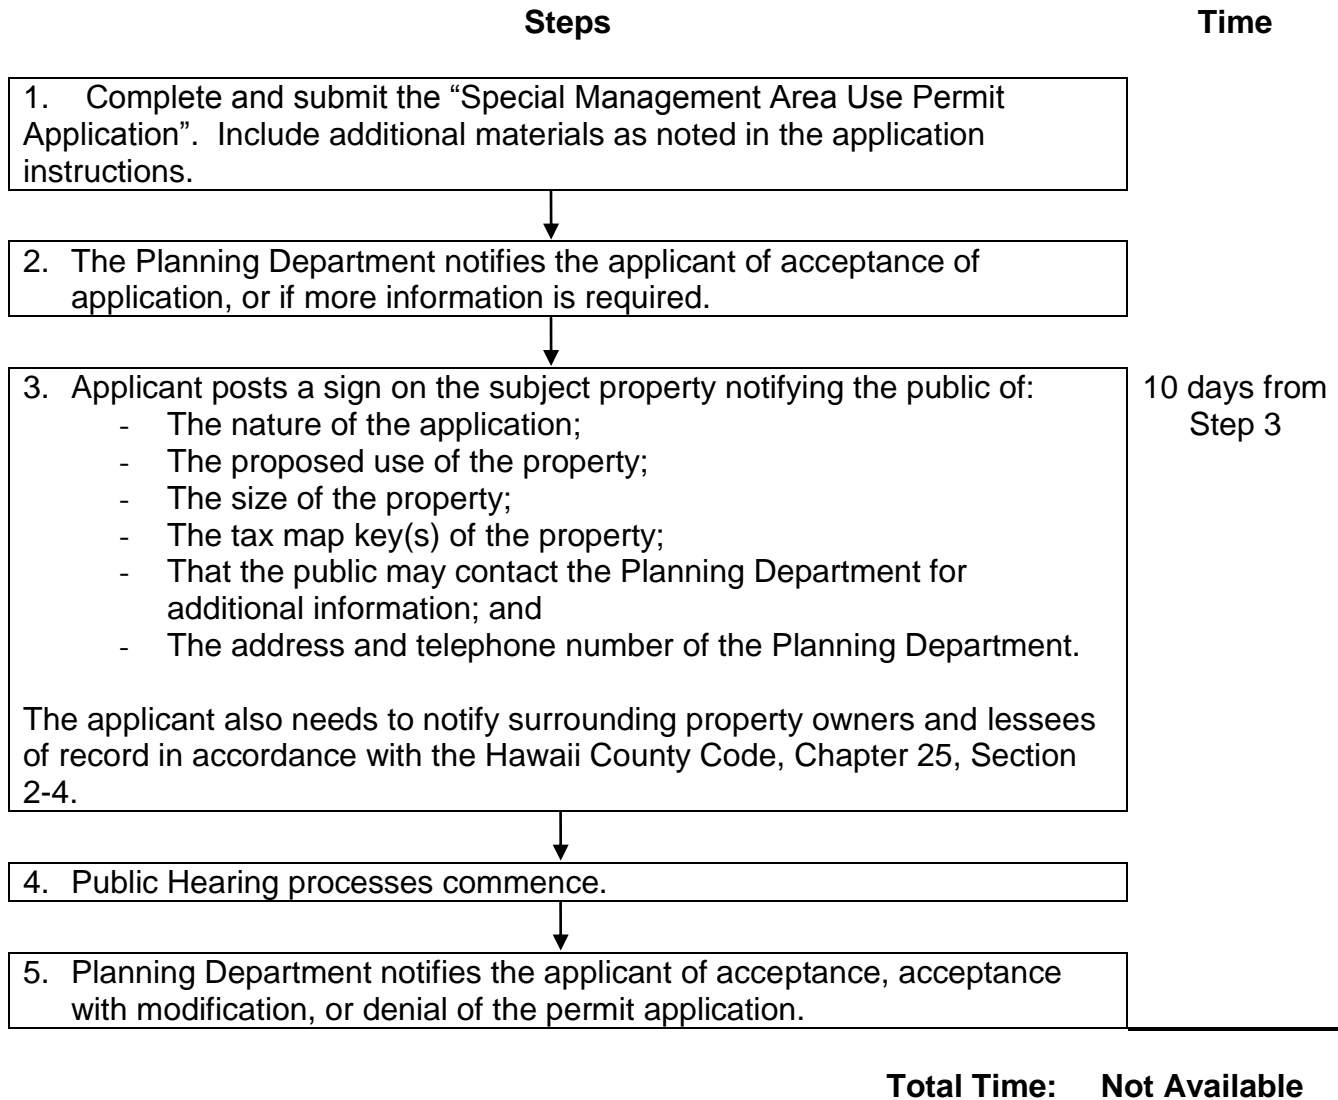 Steps Time
1. Complete and submit the “Special Management Area Use Permit
Application”. Include additional materials as noted in the application
instructions.
2. The Planning Department notifies the applicant of acceptance of
application, or if more information is required.
3. Applicant posts a sign on the subject property notifying the public of:
10 days from
- The nature of the application;
Step 3
- The proposed use of the property;
- The size of the property;
- The tax map key(s) of the property;
- That the public may contact the Planning Department for
additional information; and
- The address and telephone number of the Planning Department.
The applicant also needs to notify surrounding property owners and lessees
of record in accordance with the Hawaii County Code, Chapter 25, Section
2-4.
4. Public Hearing processes commence.
5. Planning Department notifies the applicant of acceptance, acceptance
with modification, or denial of the permit application.
Total Time: Not Available